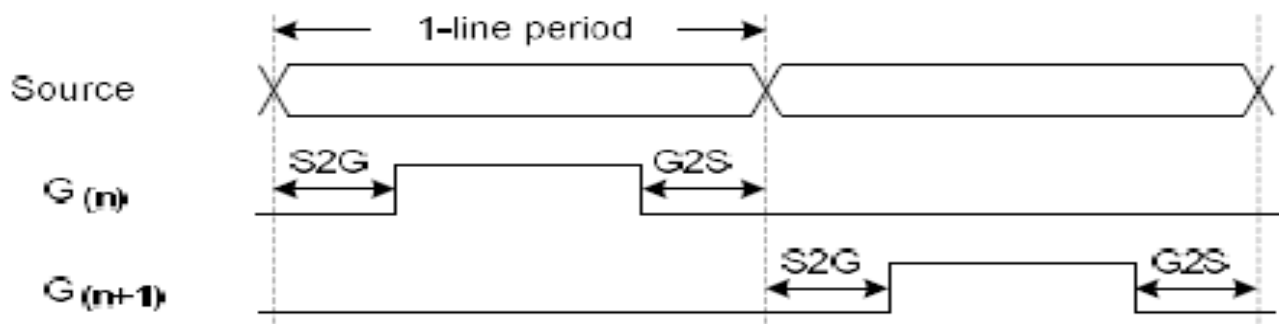 1-line period
Source
S2G G2S
G (n)
S2G G2S
G (n+1)